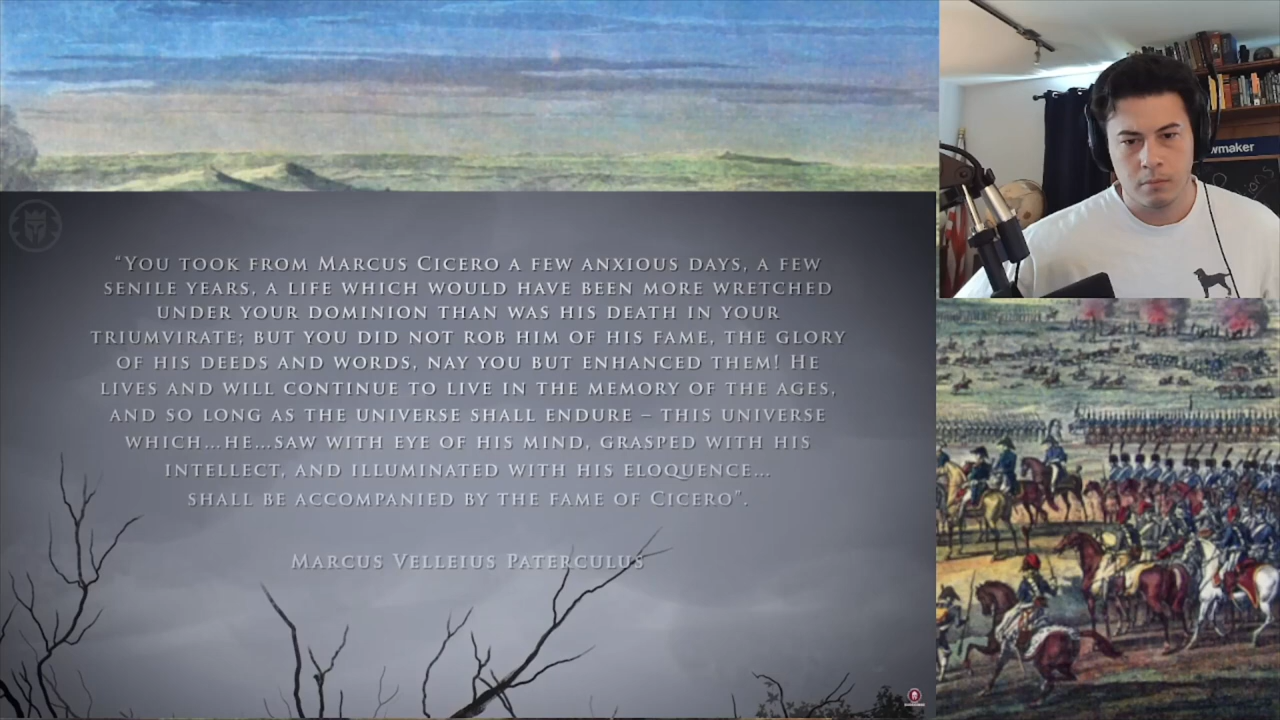 “You took from Marcus Cicero a few anxious days, a few
senile years, a life which would have been more wretched
under your dominion than was his death in your
triumvirate; but you did not rob him of his fame, the glory
of his deeds and words, nay you but enhanced them! He
lives and will continue to live in the memory of the ages,
and so long as the universe shall endure – this universe
which...he...saw with eye of his mind, grasped with his
intellect, and illuminated with his eloquence...
shall be accompanied by the fame of Cicero”.
Marcus Velleius Paterculus
wmaker